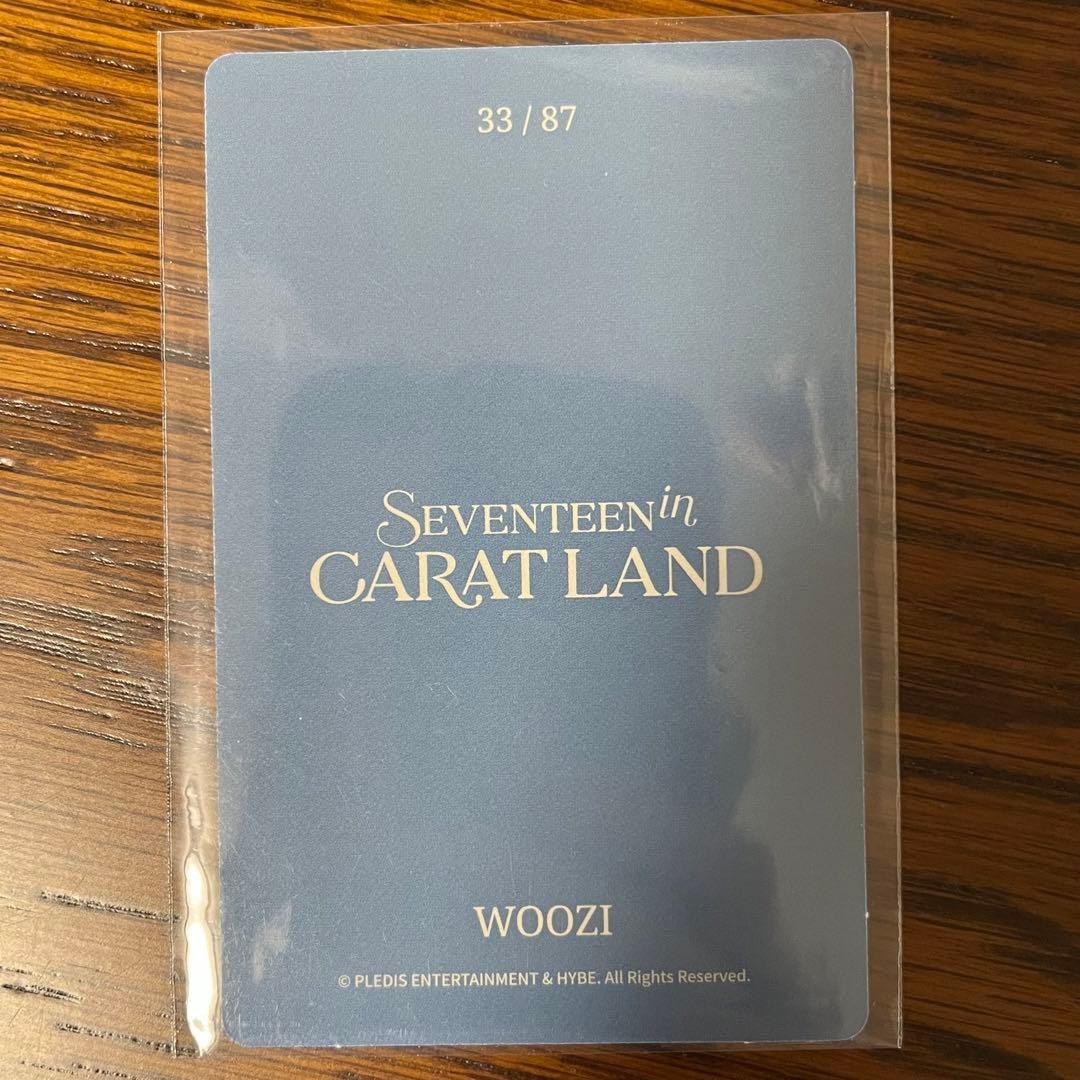 33 / 87
SEVENTEEN in
CARAT LAND
WOOZI
© PLEDIS ENTERTAINMENT & HYBE. All Rights Reserved.